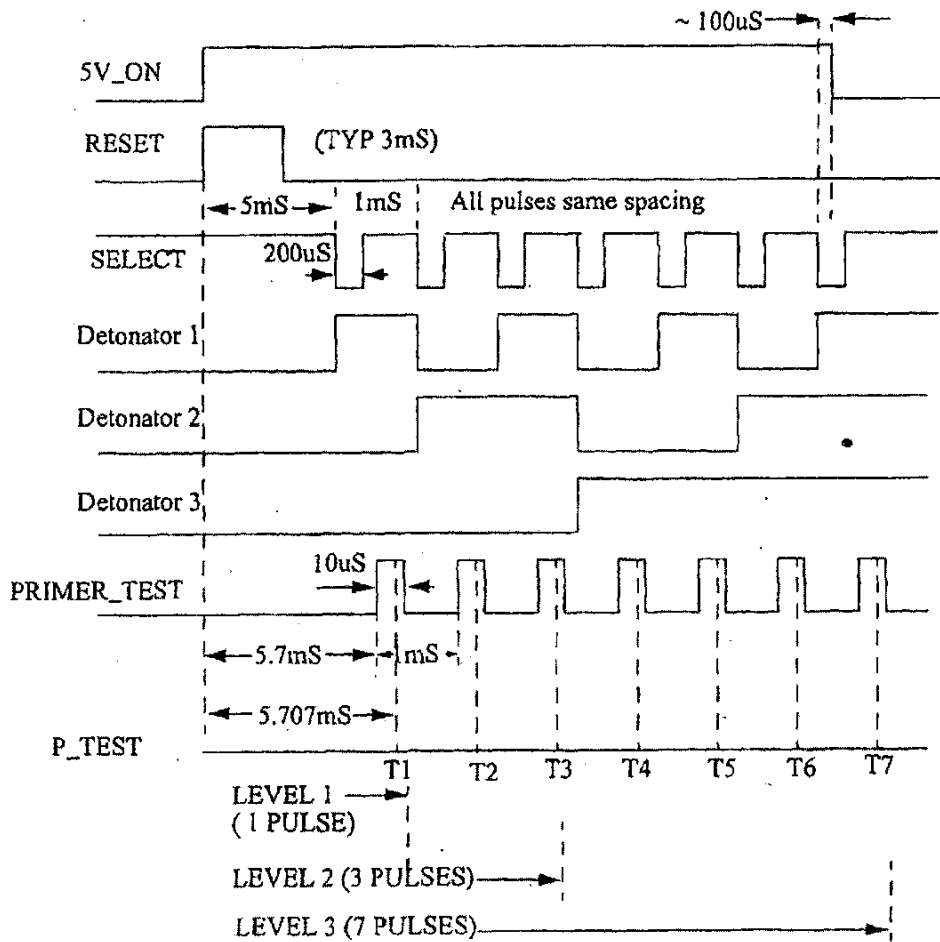 ~ 100uS
5V_ON
RESET
(TYP 3mS)
5mS
1mS
All pulses same spacing
SELECT
200uS
Detonator 1
Detonator 2
Detonator 3
10uS
PRIMER_TEST
5.7mS
1mS
5.707mS
P_TEST
T1 T2 T3 T4 T5 T6 T7
LEVEL 1
( 1 PULSE)
LEVEL 2 (3 PULSES)
LEVEL 3 (7 PULSES)